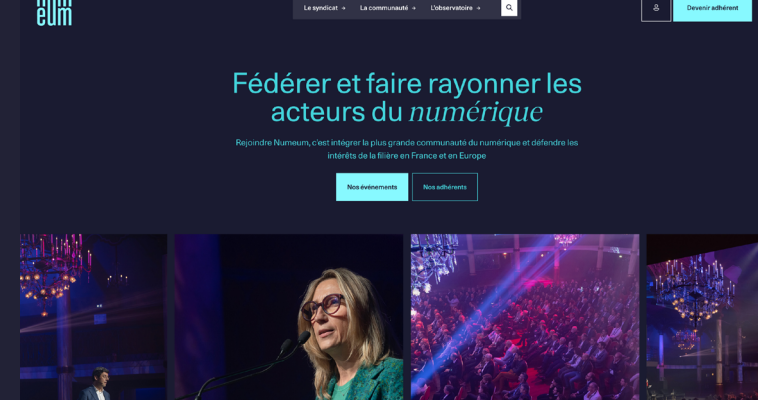 eum
Le syndicat → La communauté → L'observatoire →
Devenir adhérent
Fédérer et faire rayonner les
acteurs du numérique
Rejoindre Numeum, c'est intégrer la plus grande communauté du numérique et défendre les
intérêts de la filière en France et en Europe
Nos événements
Nos adhérents